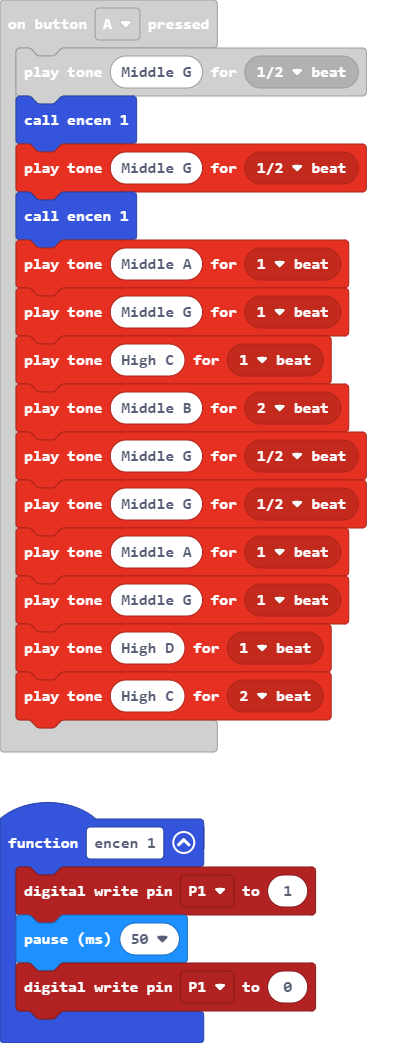 on button A pressed
play tone Middle G for 1/2 beat
call encen 1
play tone Middle G for 1/2 beat
call encen 1
play tone Middle A for 1 beat
play tone Middle G for 1 beat
play tone High C for 1 beat
play tone Middle B for 2 beat
play tone Middle G for 1/2 beat
play tone Middle G for 1/2 beat
play tone Middle A for 1 beat
play tone Middle G for 1 beat
play tone High D for 1 beat
play tone High C for 2 beat
function encen 1
digital write pin P1 to 1
pause (ms) 50
digital write pin P1 to 0